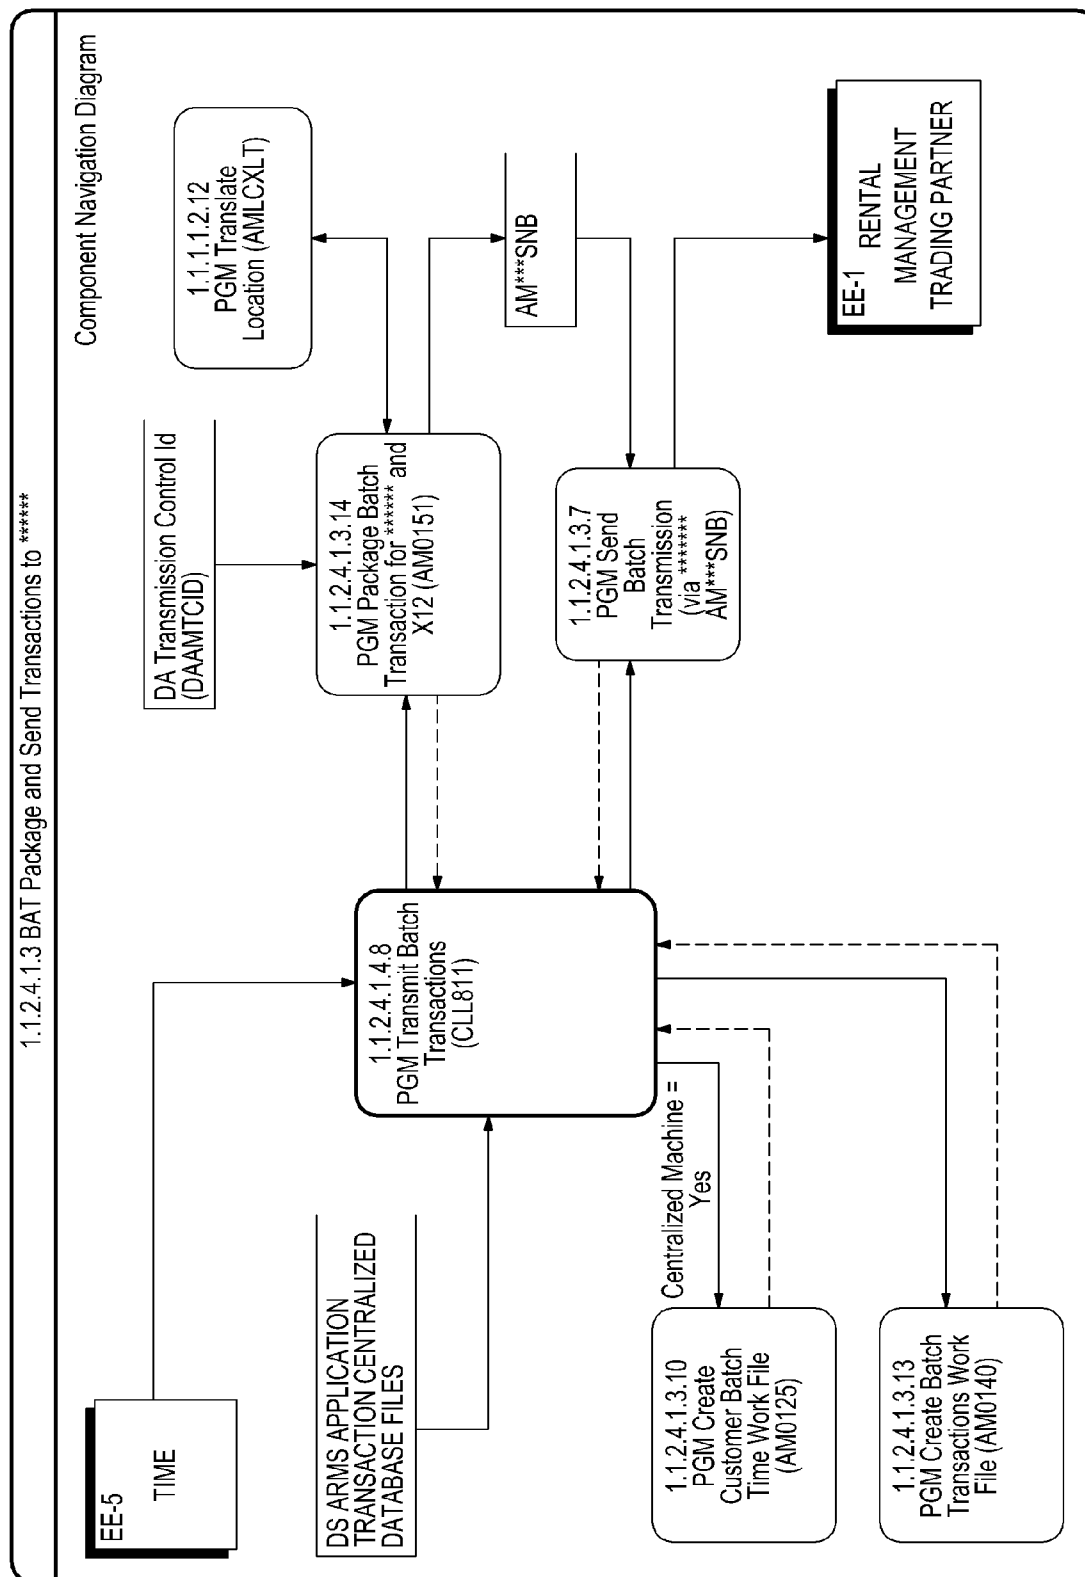 1.1.2.4.1.3 BAT Package and Send Transactions to ******
Component Navigation Diagram
EE-5
TIME
DS ARMS APPLICATION
TRANSACTION CENTRALIZED
DATABASE FILES
1.1.2.4.1.4.8
PGM Transmit Batch
Transactions
(CLL811)
DA Transmission Control Id
(DAAMTCID)
1.1.2.4.1.3.14
PGM Package Batch
Transaction for ****** and
X12 (AM0151)
1.1.1.1.2.12
PGM Translate
Location (AMLCXLT)
AM***SNB
1.1.2.4.1.3.7
PGM Send
Batch
Transmission
(via *******
AM***SNB)
EE-1
RENTAL
MANAGEMENT
TRADING PARTNER
Centralized Machine =
Yes
1.1.2.4.1.3.10
PGM Create
Customer Batch
Time Work File
(AM0125)
1.1.2.4.1.3.13
PGM Create Batch
Transactions Work
File (AM0140)